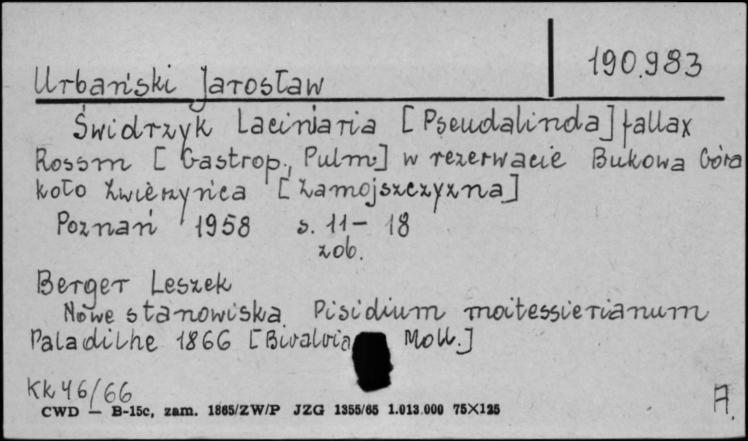 190.983
Urbański Jarosław
Świdrzyk Laciniaria [Pseudalinda] fallax
Rossm [Gastrop., Pulm] w rezerwacie Bukowa Góra
koło Zwierzyńca [Zamojszczyzna]
Poznań 1958 s. 11-18
zob.
Berger Leszek
Nowe stanowiska Pisidium moitessierianum
Paladilhe 1866 [Bivalvia Moll.]
KK 46/66
A.
CWD — B-15c, zam. 1865/ZW/P JZG 1355/65 1.013.000 75×125